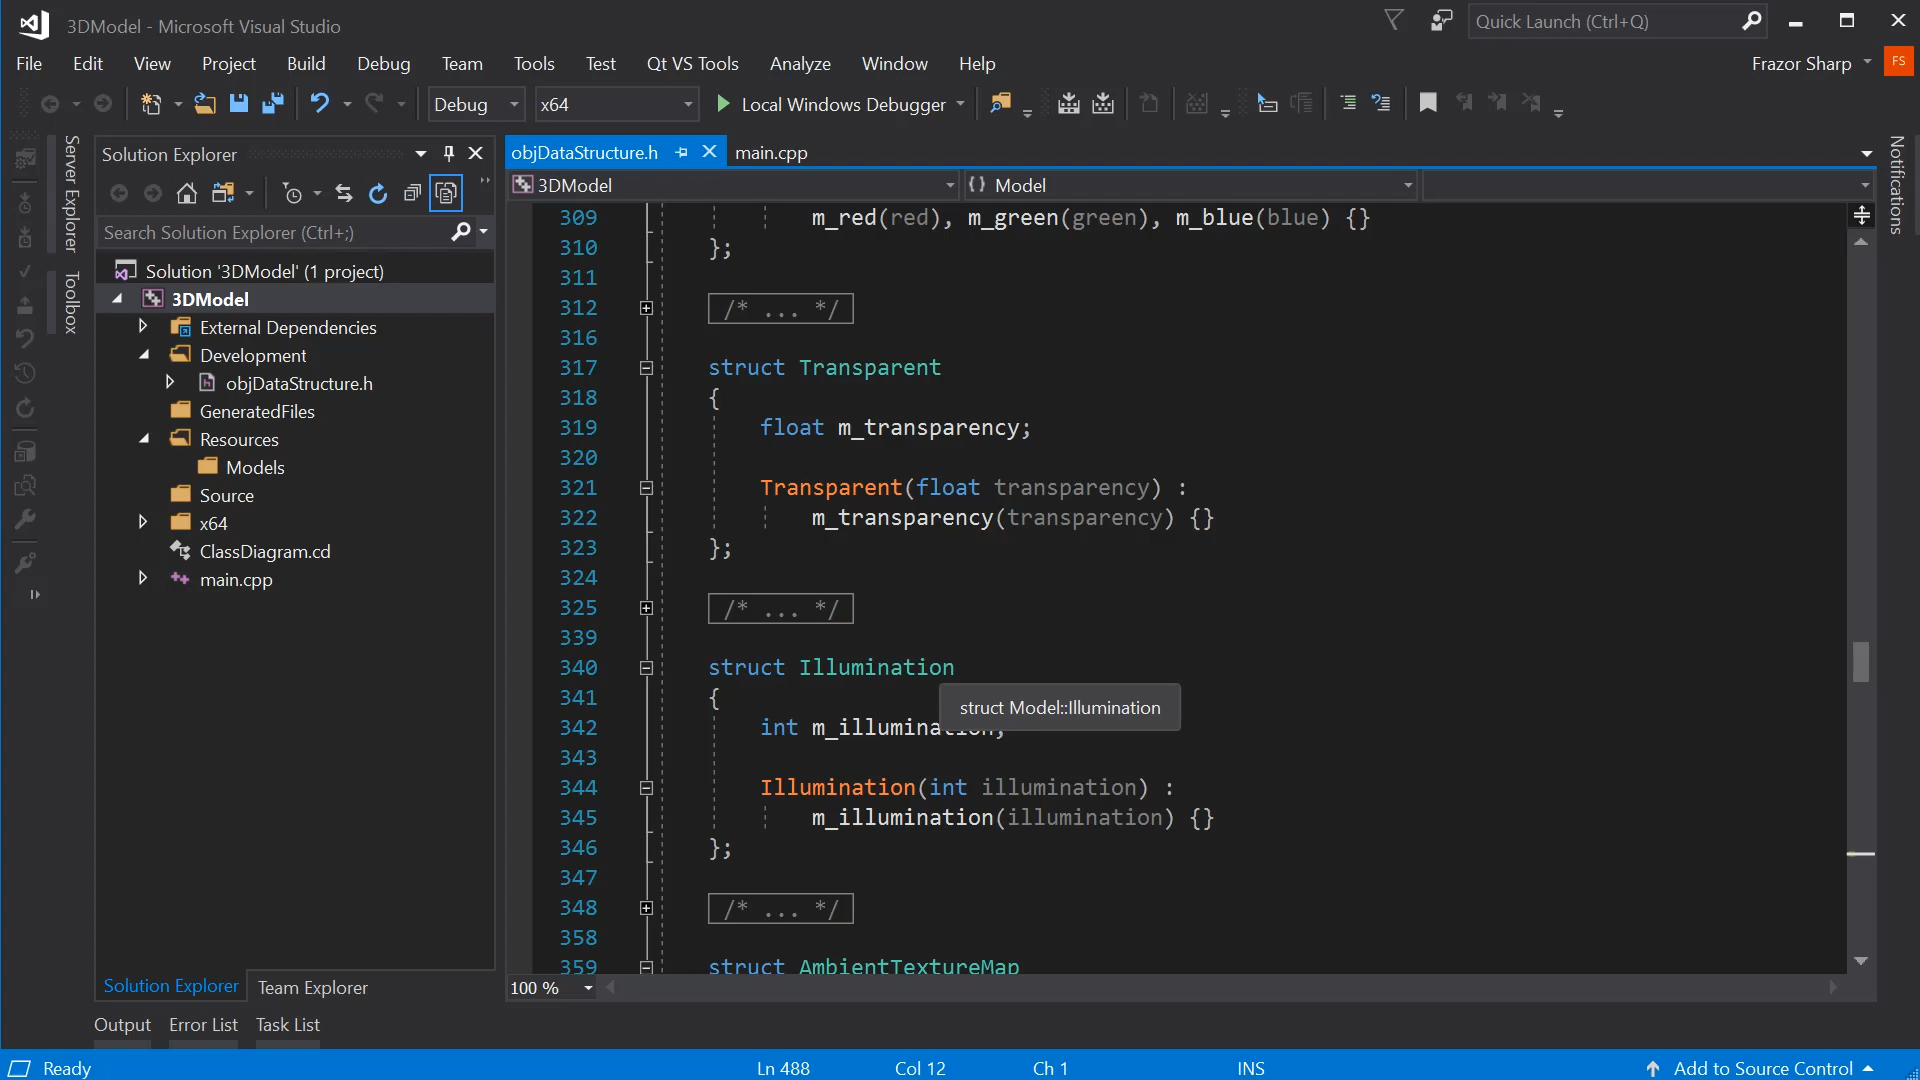 3DModel - Microsoft Visual Studio
Quick Launch (Ctrl+Q)
File Edit View Project Build Debug Team Tools Test Qt VS Tools Analyze Window Help
Frazor Sharp FS
Debug x64 Local Windows Debugger
Server Explorer
Toolbox
Solution Explorer
Search Solution Explorer (Ctrl+;)
Solution '3DModel' (1 project)
3DModel
External Dependencies
Development
objDataStructure.h
GeneratedFiles
Resources
Models
Source
x64
ClassDiagram.cd
main.cpp
Solution Explorer Team Explorer
objDataStructure.h main.cpp
3DModel {} Model
309 m_red(red), m_green(green), m_blue(blue) {}
310 };
311
312 /* ... */
316
317 struct Transparent
318 {
319 float m_transparency;
320
321 Transparent(float transparency) :
322 m_transparency(transparency) {}
323 };
324
325 /* ... */
339
340 struct Illumination
341 {
struct Model::Illumination
342 int m_illumination;
343
344 Illumination(int illumination) :
345 m_illumination(illumination) {}
346 };
347
348 /* ... */
358
359 struct AmbientTextureMap
100 %
Notifications
Output Error List Task List
Ready Ln 488 Col 12 Ch 1 INS Add to Source Control